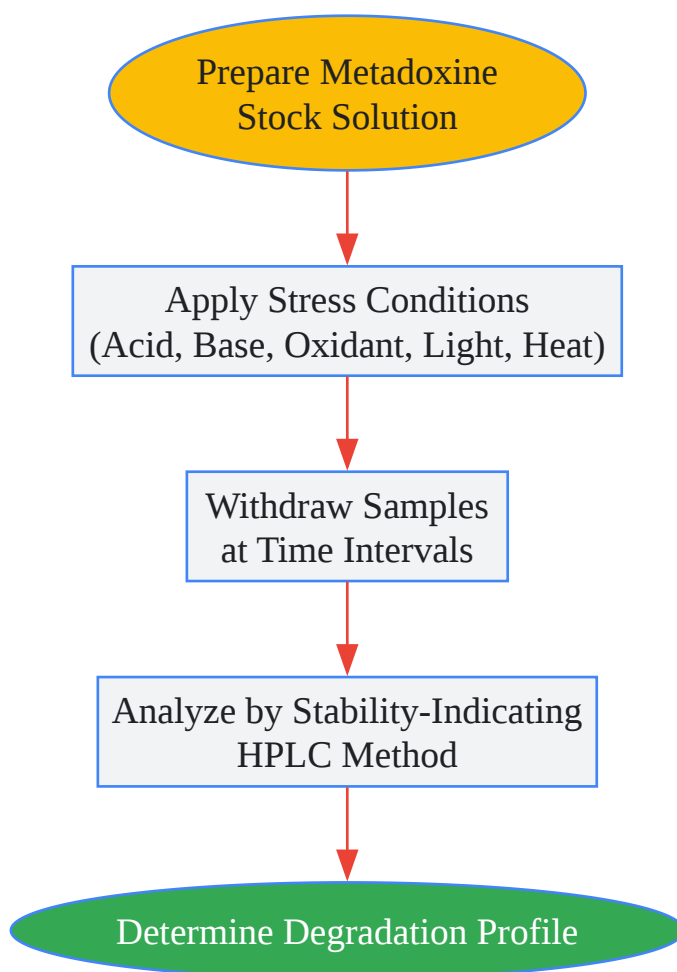 Prepare Metadoxine
Stock Solution
Apply Stress Conditions
(Acid, Base, Oxidant, Light, Heat)
Withdraw Samples
at Time Intervals
Analyze by Stability-Indicating
HPLC Method
Determine Degradation Profile